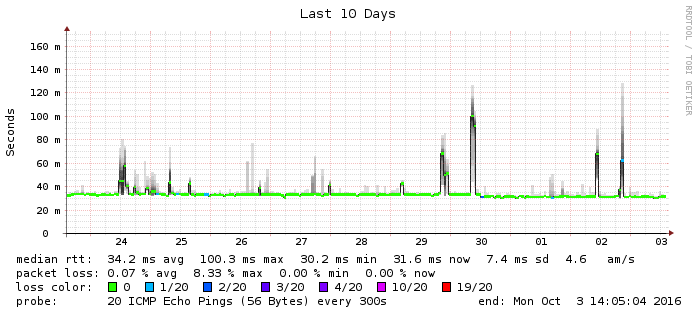 Last 10 Days
RRDTOOL / TOBI OETIKER
Seconds
160 m
140 m
120 m
100 m
80 m
60 m
40 m
20 m
0
24 25 26 27 28 29 30 01 02 03
median rtt: 34.2 ms avg 100.3 ms max 30.2 ms min 31.6 ms now 7.4 ms sd 4.6 am/s
packet loss: 0.07 % avg 8.33 % max 0.00 % min 0.00 % now
loss color: 0 1/20 2/20 3/20 4/20 10/20 19/20
probe: 20 ICMP Echo Pings (56 Bytes) every 300s end: Mon Oct 3 14:05:04 2016